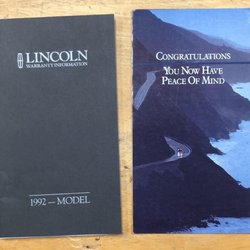 LINCOLN
WARRANTY INFORMATION
1992 — MODEL
CONGRATULATIONS
YOU NOW HAVE
PEACE OF MIND